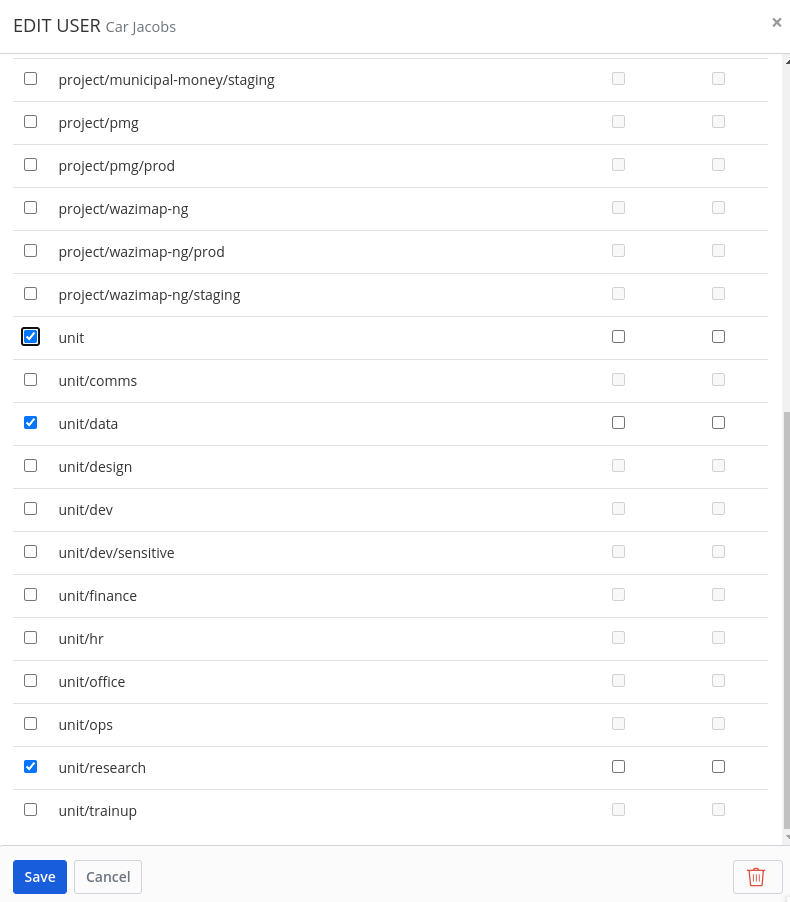 EDIT USER Car Jacobs
project/municipal-money/staging
project/pmg
project/pmg/prod
project/wazimap-ng
project/wazimap-ng/prod
project/wazimap-ng/staging
unit
unit/comms
unit/data
unit/design
unit/dev
unit/dev/sensitive
unit/finance
unit/hr
unit/office
unit/ops
unit/research
unit/trainup
Save Cancel